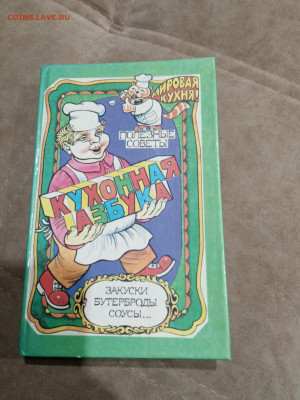 COINS.LAVE.RU
МИРОВАЯ
КУХНЯ!
ПОЛЕЗНЫЕ
СОВЕТЫ
КУХОННАЯ
АЗБУКА
ЗАКУСКИ
БУТЕРБРОДЫ
СОУСЫ...